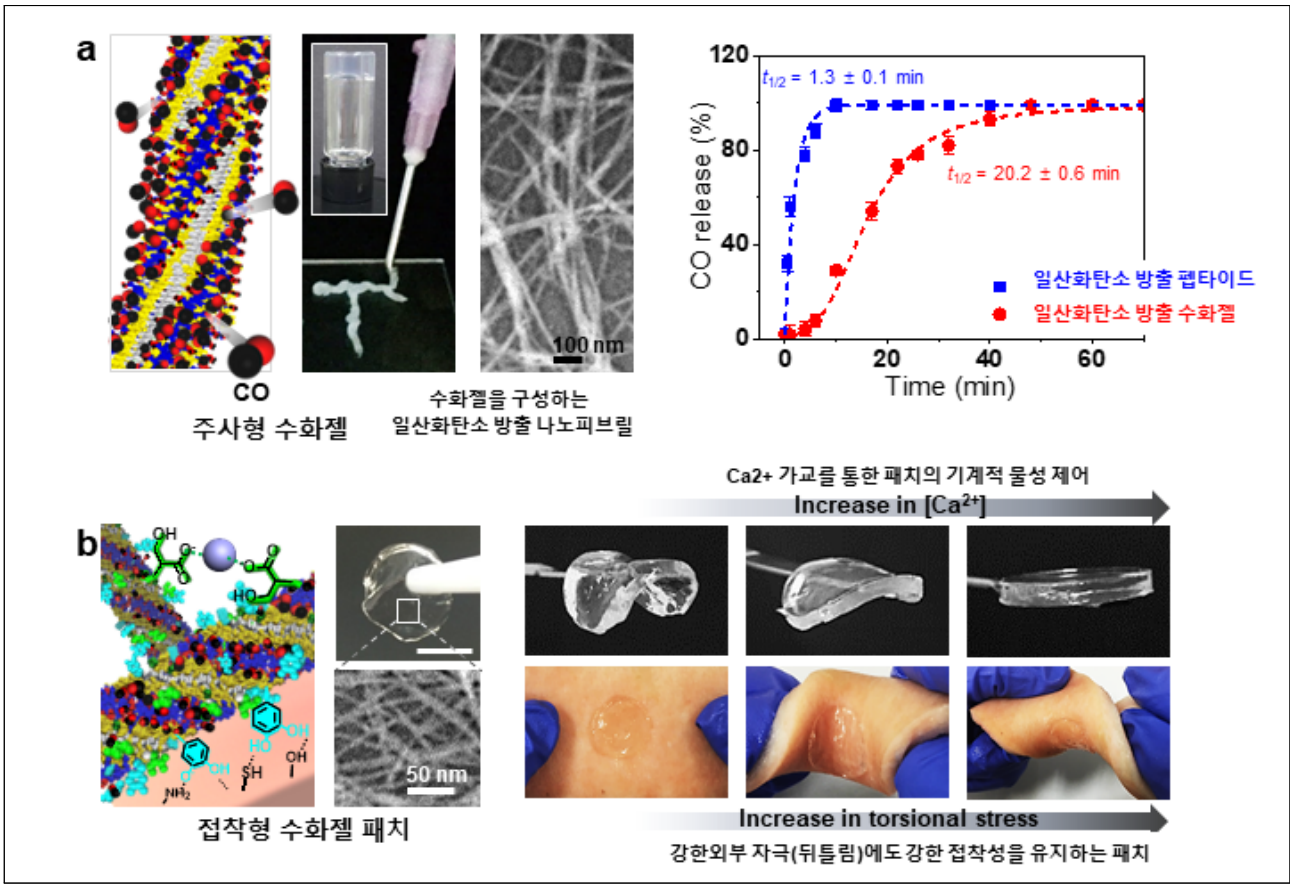 a
CO
주사형 수화젤
100 nm
수화젤을 구성하는
일산화탄소 방출 나노피브릴
120
80
40
0
CO release (%)
t1/2 = 1.3 ± 0.1 min
t1/2 = 20.2 ± 0.6 min
일산화탄소 방출 펩타이드
일산화탄소 방출 수화젤
0
20
40
60
Time (min)
Ca2+ 가교를 통한 패치의 기계적 물성 제어
Increase in [Ca2+]
b
OH
O-
O
-O
O
HO
OH
HO
OH
O
OH
SH
NH2
접착형 수화젤 패치
50 nm
Increase in torsional stress
강한외부 자극(뒤틀림)에도 강한 접착성을 유지하는 패치